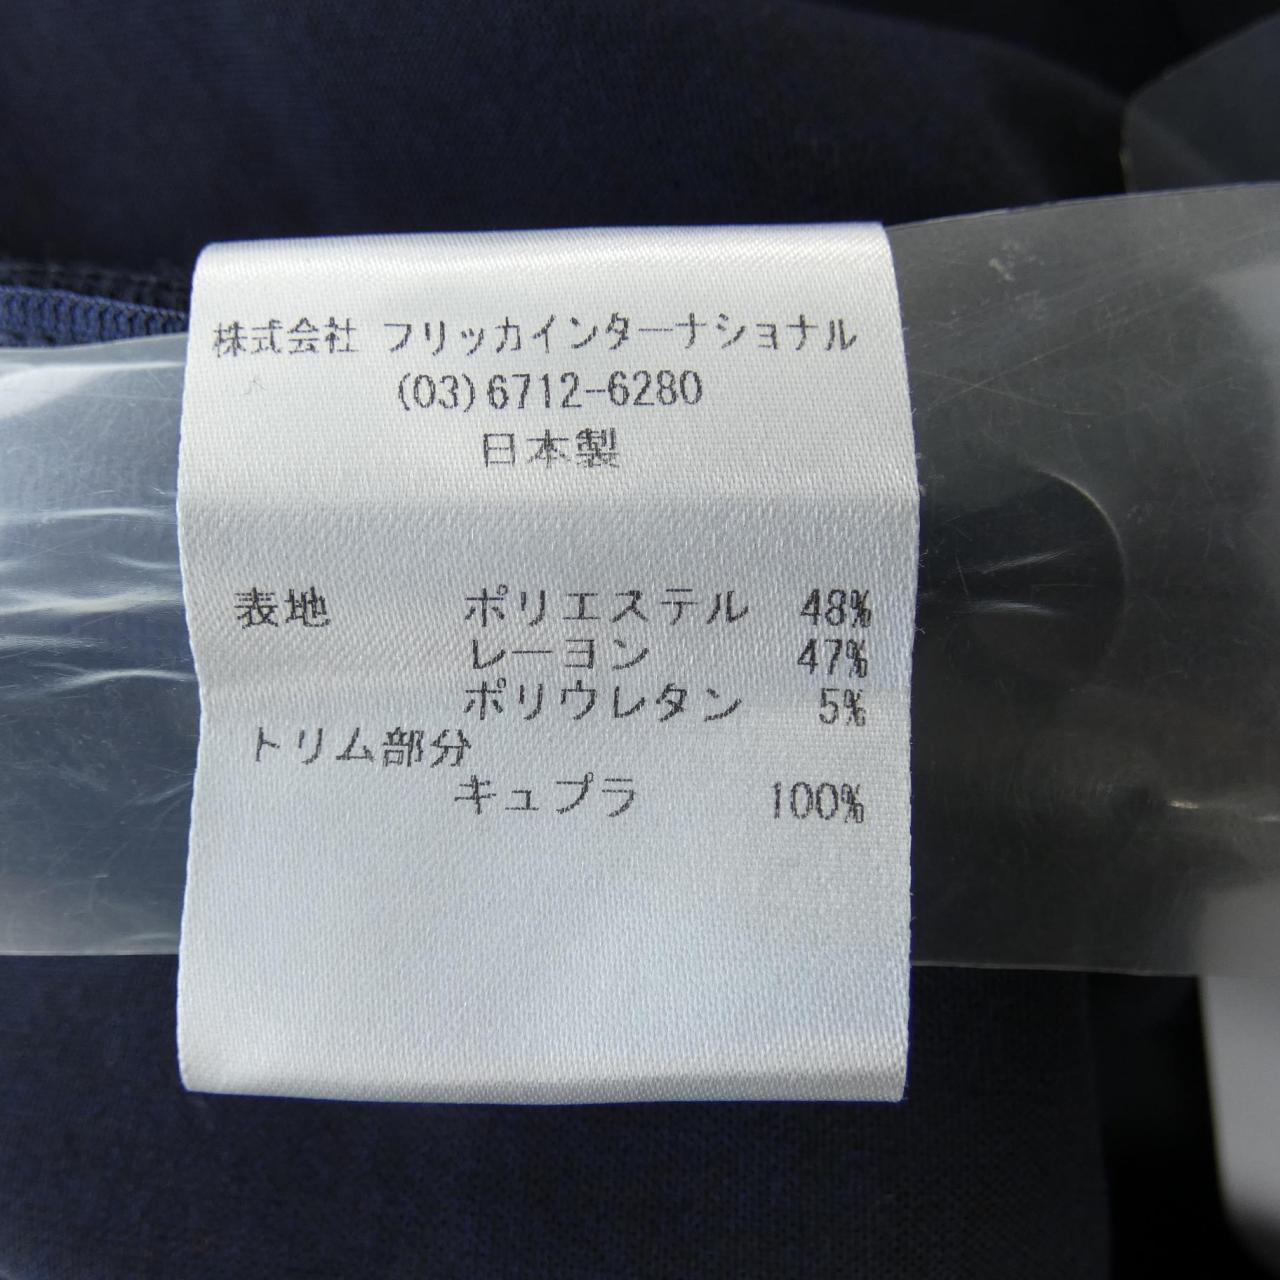 株式会社 フリッカインターナショナル
(03)6712-6280
日本製
表地 ポリエステル 48%
レーヨン 47%
ポリウレタン 5%
トリム部分
キュプラ 100%